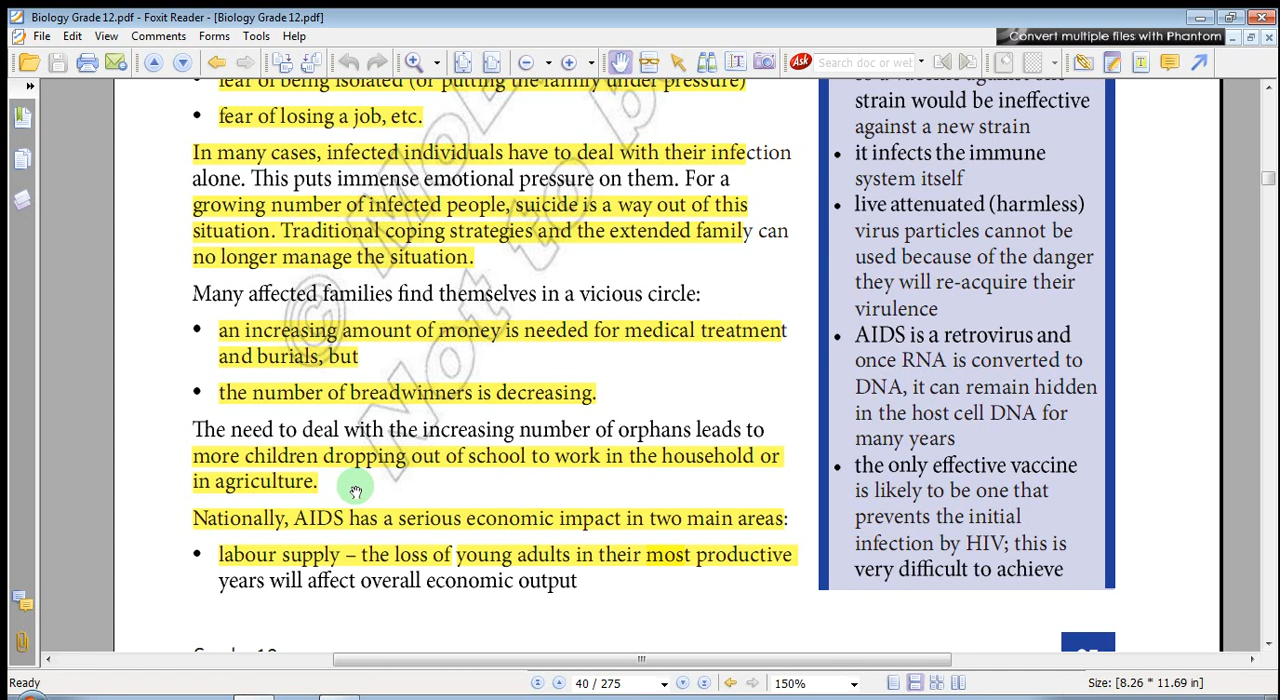 Biology Grade 12.pdf - Foxit Reader - [Biology Grade 12.pdf]
File Edit View Comments Forms Tools Help
Convert multiple files with Phantom
Ask Search doc or wel
fear of being isolated (or putting the family under pressure)
• fear of losing a job, etc.
In many cases, infected individuals have to deal with their infection
alone. This puts immense emotional pressure on them. For a
growing number of infected people, suicide is a way out of this
situation. Traditional coping strategies and the extended family can
no longer manage the situation.
Many affected families find themselves in a vicious circle:
• an increasing amount of money is needed for medical treatment
and burials, but
• the number of breadwinners is decreasing.
The need to deal with the increasing number of orphans leads to
more children dropping out of school to work in the household or
in agriculture.
Nationally, AIDS has a serious economic impact in two main areas:
• labour supply – the loss of young adults in their most productive
years will affect overall economic output
strain would be ineffective
against a new strain
• it infects the immune
system itself
• live attenuated (harmless)
virus particles cannot be
used because of the danger
they will re-acquire their
virulence
• AIDS is a retrovirus and
once RNA is converted to
DNA, it can remain hidden
in the host cell DNA for
many years
• the only effective vaccine
is likely to be one that
prevents the initial
infection by HIV; this is
very difficult to achieve
© MOE
Not to b
Ready
40 / 275
150%
Size: [8.26 * 11.69 in]